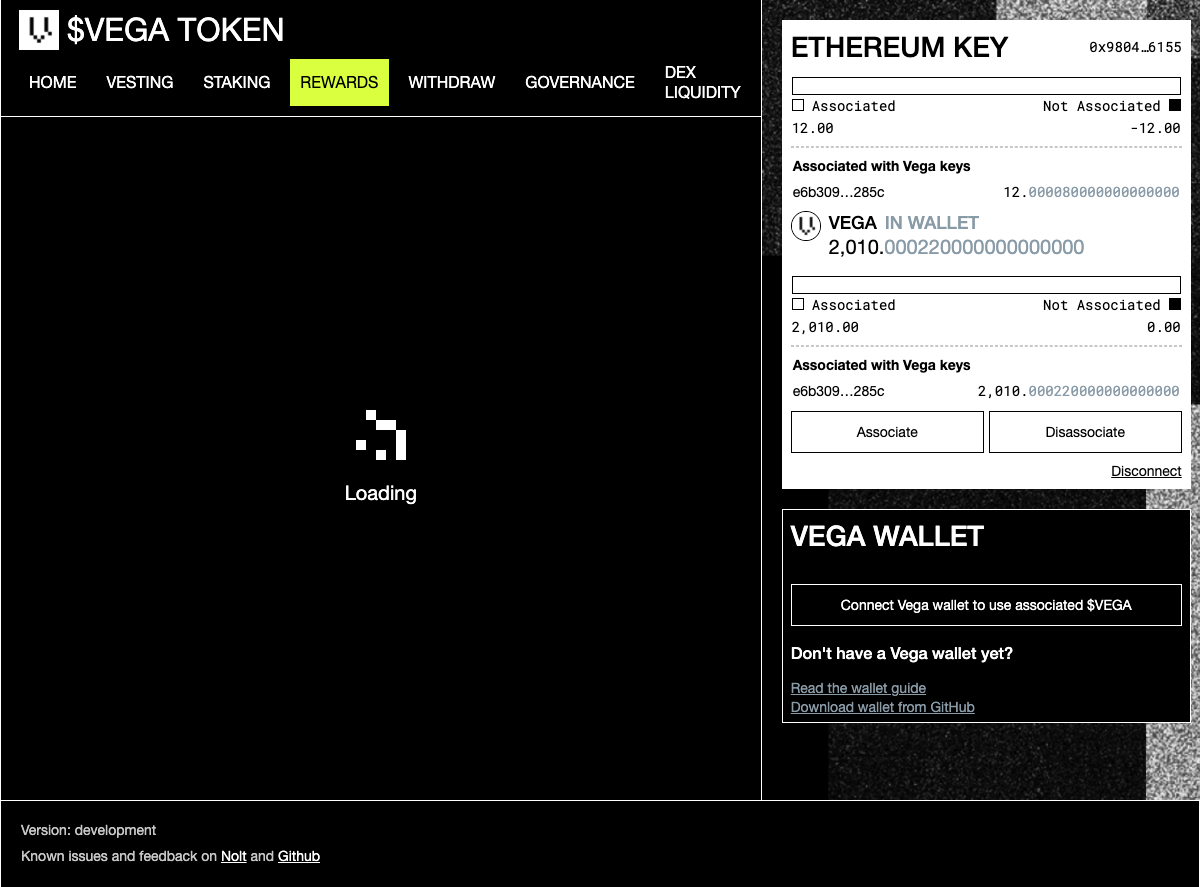 $VEGA TOKEN
HOME VESTING STAKING REWARDS WITHDRAW GOVERNANCE DEX LIQUIDITY
Loading
ETHEREUM KEY 0x9804…6155
Associated Not Associated
12.00 -12.00
Associated with Vega keys
e6b309…285c 12.000080000000000000
VEGA IN WALLET
2,010.000220000000000000
Associated Not Associated
2,010.00 0.00
Associated with Vega keys
e6b309…285c 2,010.000220000000000000
Associate Disassociate
Disconnect
VEGA WALLET
Connect Vega wallet to use associated $VEGA
Don't have a Vega wallet yet?
Read the wallet guide
Download wallet from GitHub
Version: development
Known issues and feedback on Nolt and Github